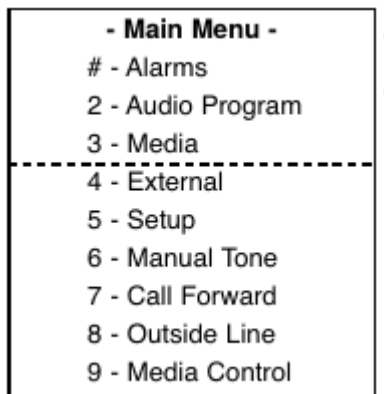 - Main Menu -
# - Alarms
2 - Audio Program
3 - Media
4 - External
5 - Setup
6 - Manual Tone
7 - Call Forward
8 - Outside Line
9 - Media Control